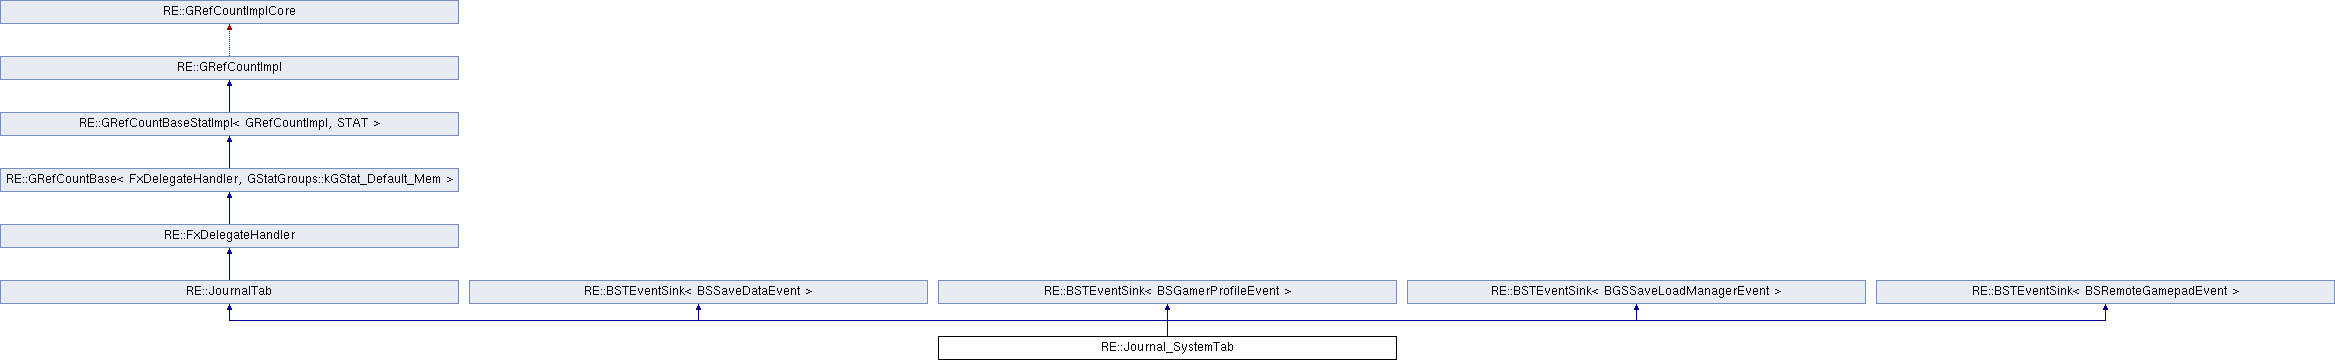 RE::GRefCountImplCore
RE::GRefCountImpl
RE::GRefCountBaseStatImpl< GRefCountImpl, STAT >
RE::GRefCountBase< FxDelegateHandler, GStatGroups::kGStat_Default_Mem >
RE::FxDelegateHandler
RE::JournalTab
RE::BSTEventSink< BSSaveDataEvent >
RE::BSTEventSink< BSGamerProfileEvent >
RE::BSTEventSink< BGSSaveLoadManagerEvent >
RE::BSTEventSink< BSRemoteGamepadEvent >
RE::Journal_SystemTab